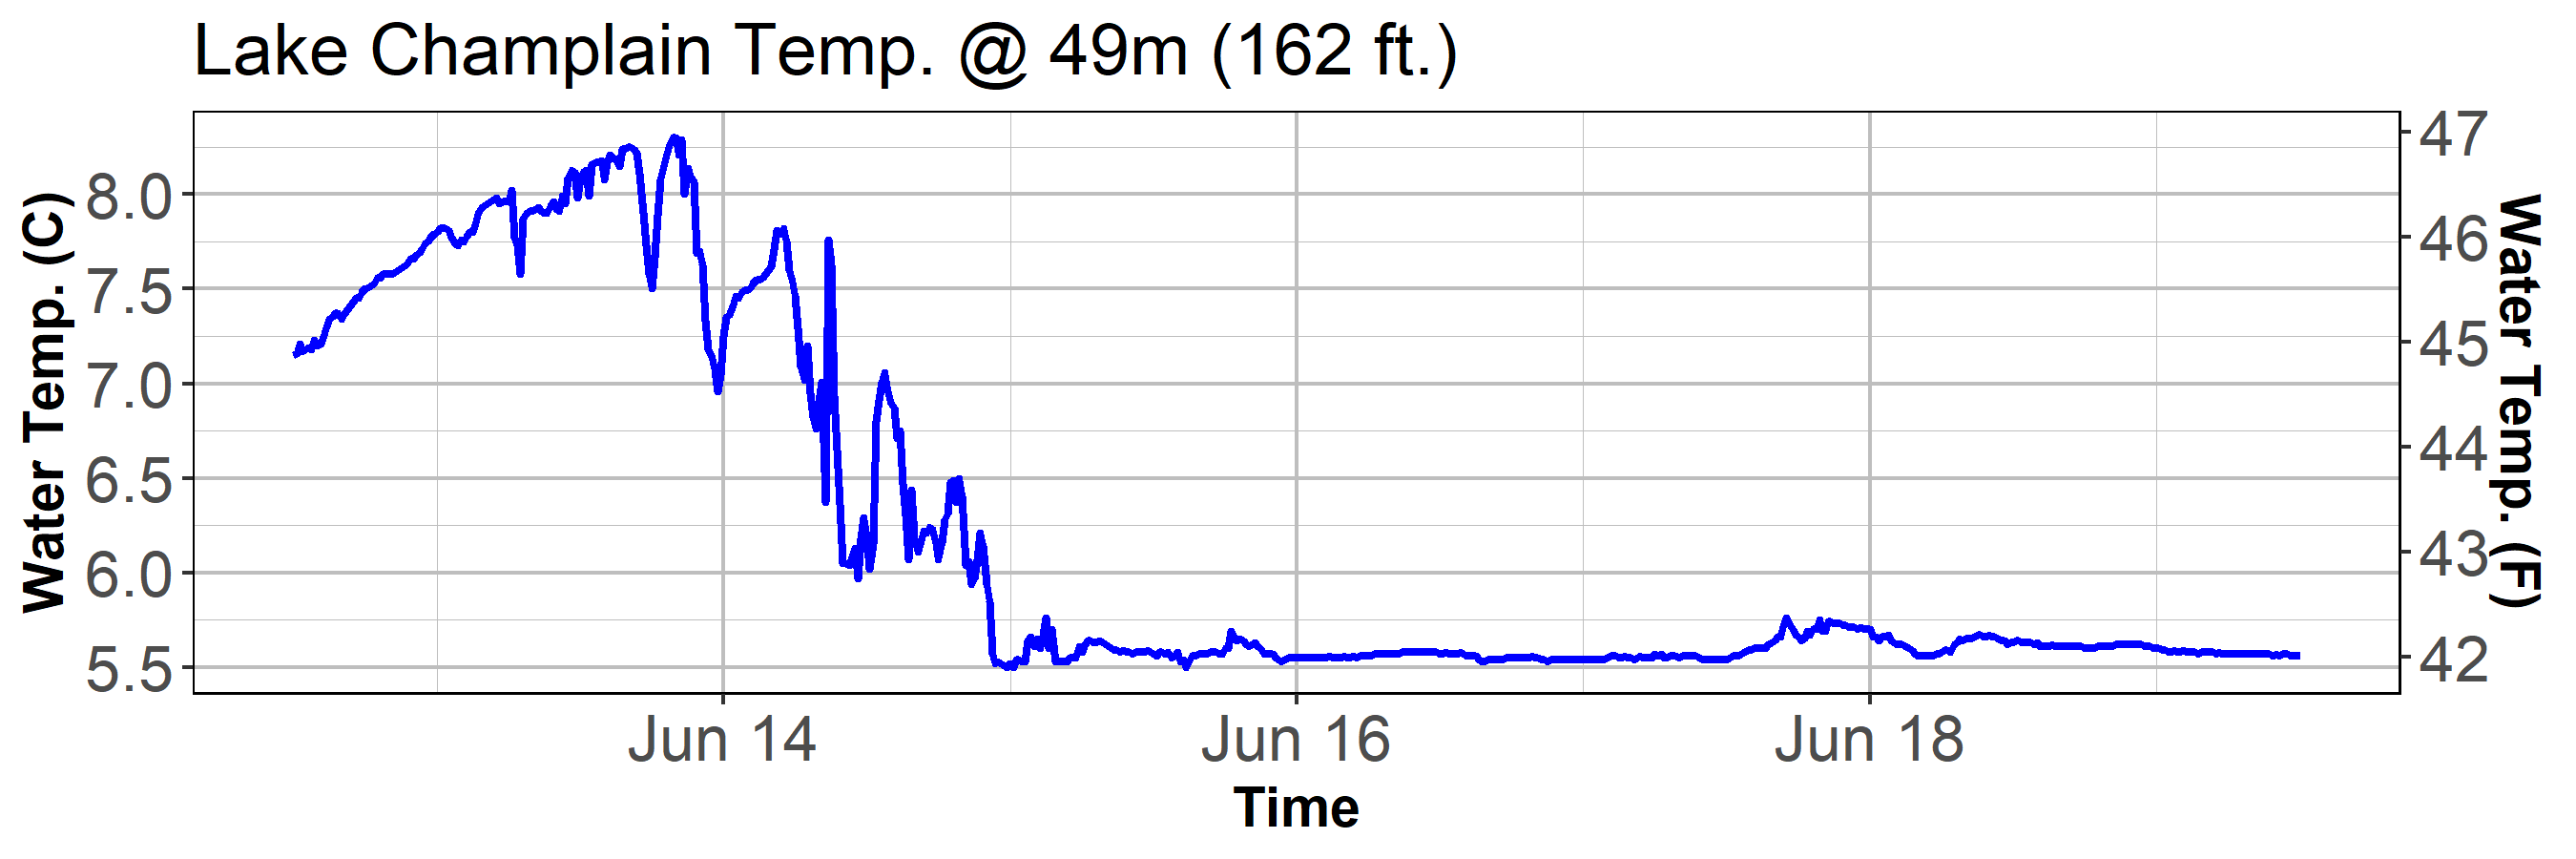 Lake Champlain Temp. @ 49m (162 ft.)
Water Temp. (C)
8.0
7.5
7.0
6.5
6.0
5.5
47
46
45
44
43
42
Water Temp. (F)
Jun 14 Jun 16 Jun 18
Time